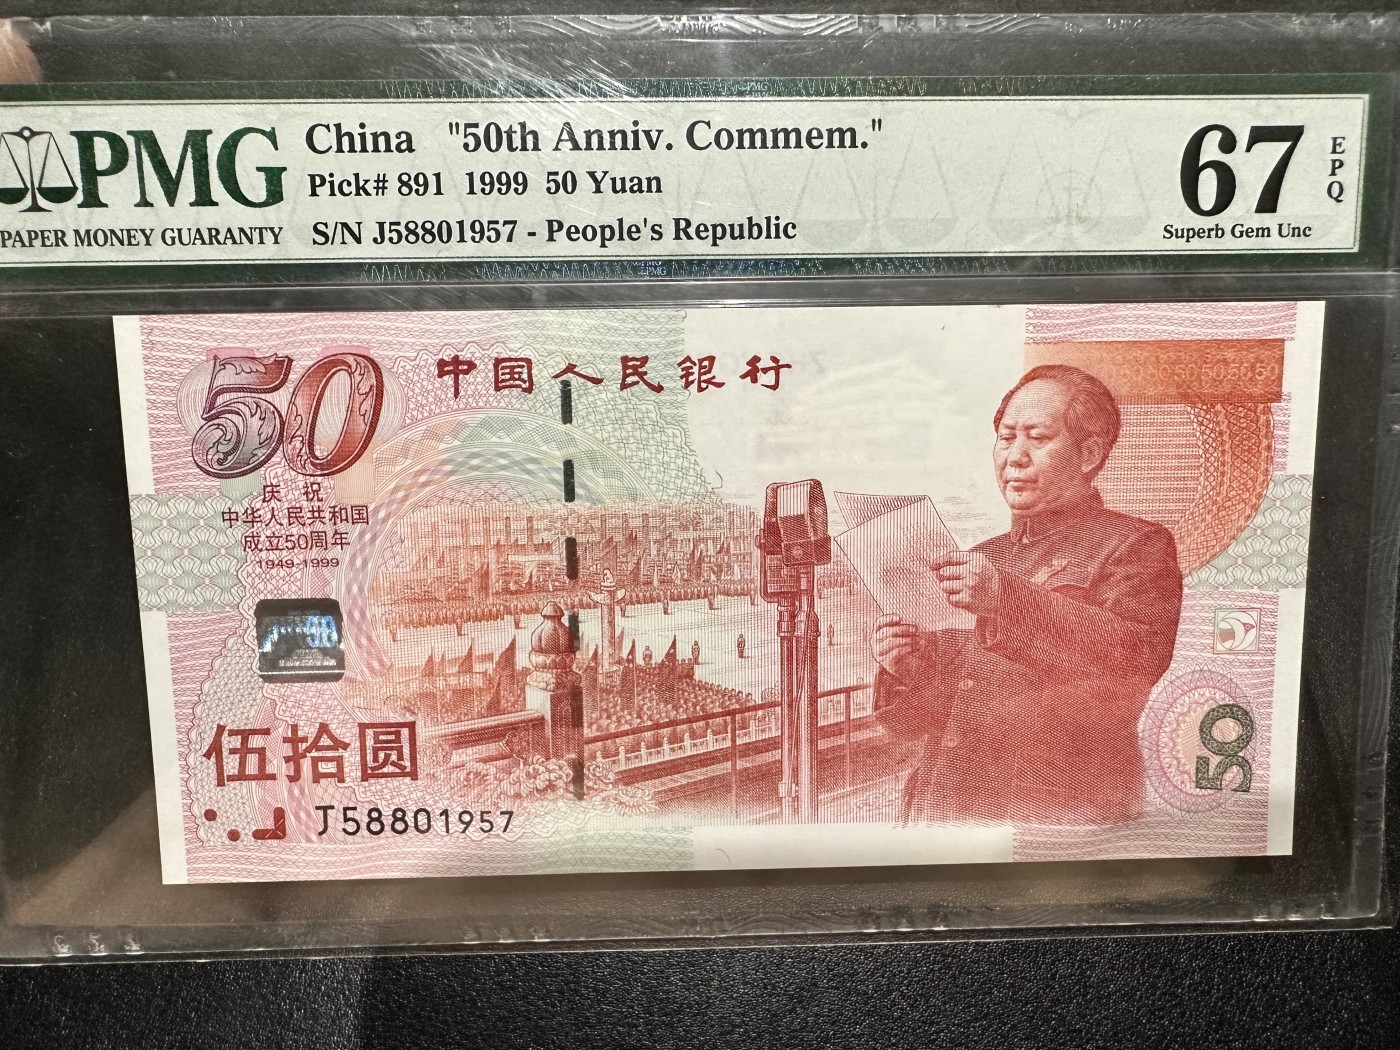 PMG
PAPER MONEY GUARANTY
China "50th Anniv. Commem."
Pick# 891 1999 50 Yuan
S/N J58801957 - People's Republic
67
EPQ
Superb Gem Unc
50
中国人民银行
庆祝
中华人民共和国
成立50周年
1949-1999
伍拾圆
J58801957
50